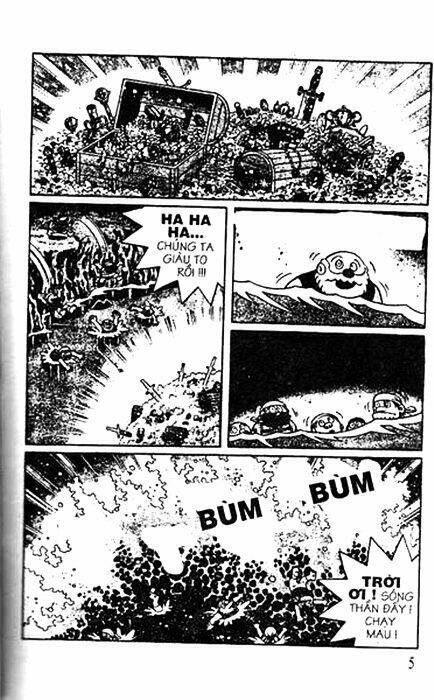 HA HA
HA...
CHÚNG TA
GIÀU TO
RỒI !!!
BÙM
BÙM
TRỜI
ƠI ! SÓNG
THẦN ĐẤY !
CHẠY
MAU !
5